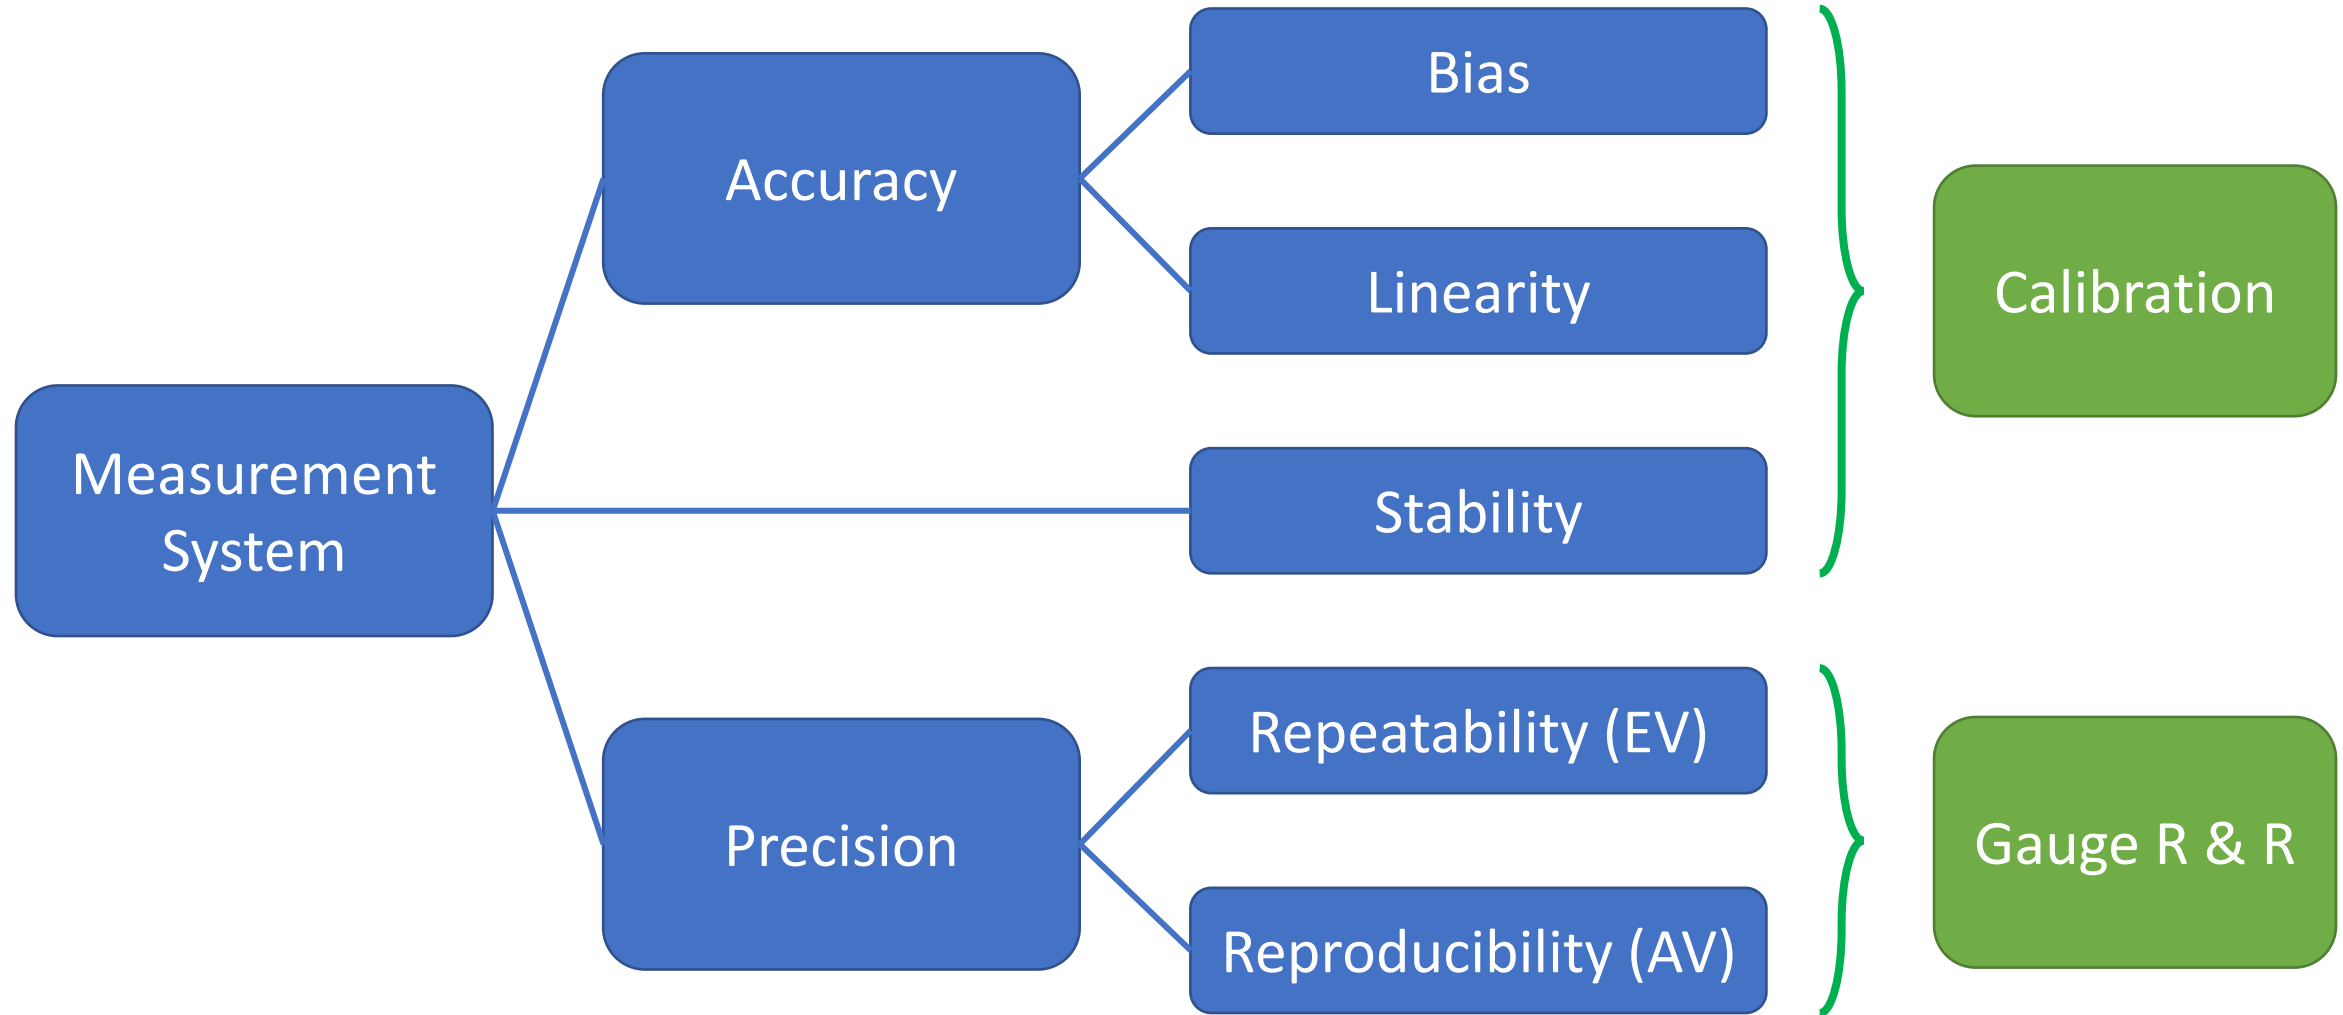 Measurement
System
Accuracy
Precision
Bias
Linearity
Stability
Repeatability (EV)
Reproducibility (AV)
Calibration
Gauge R & R